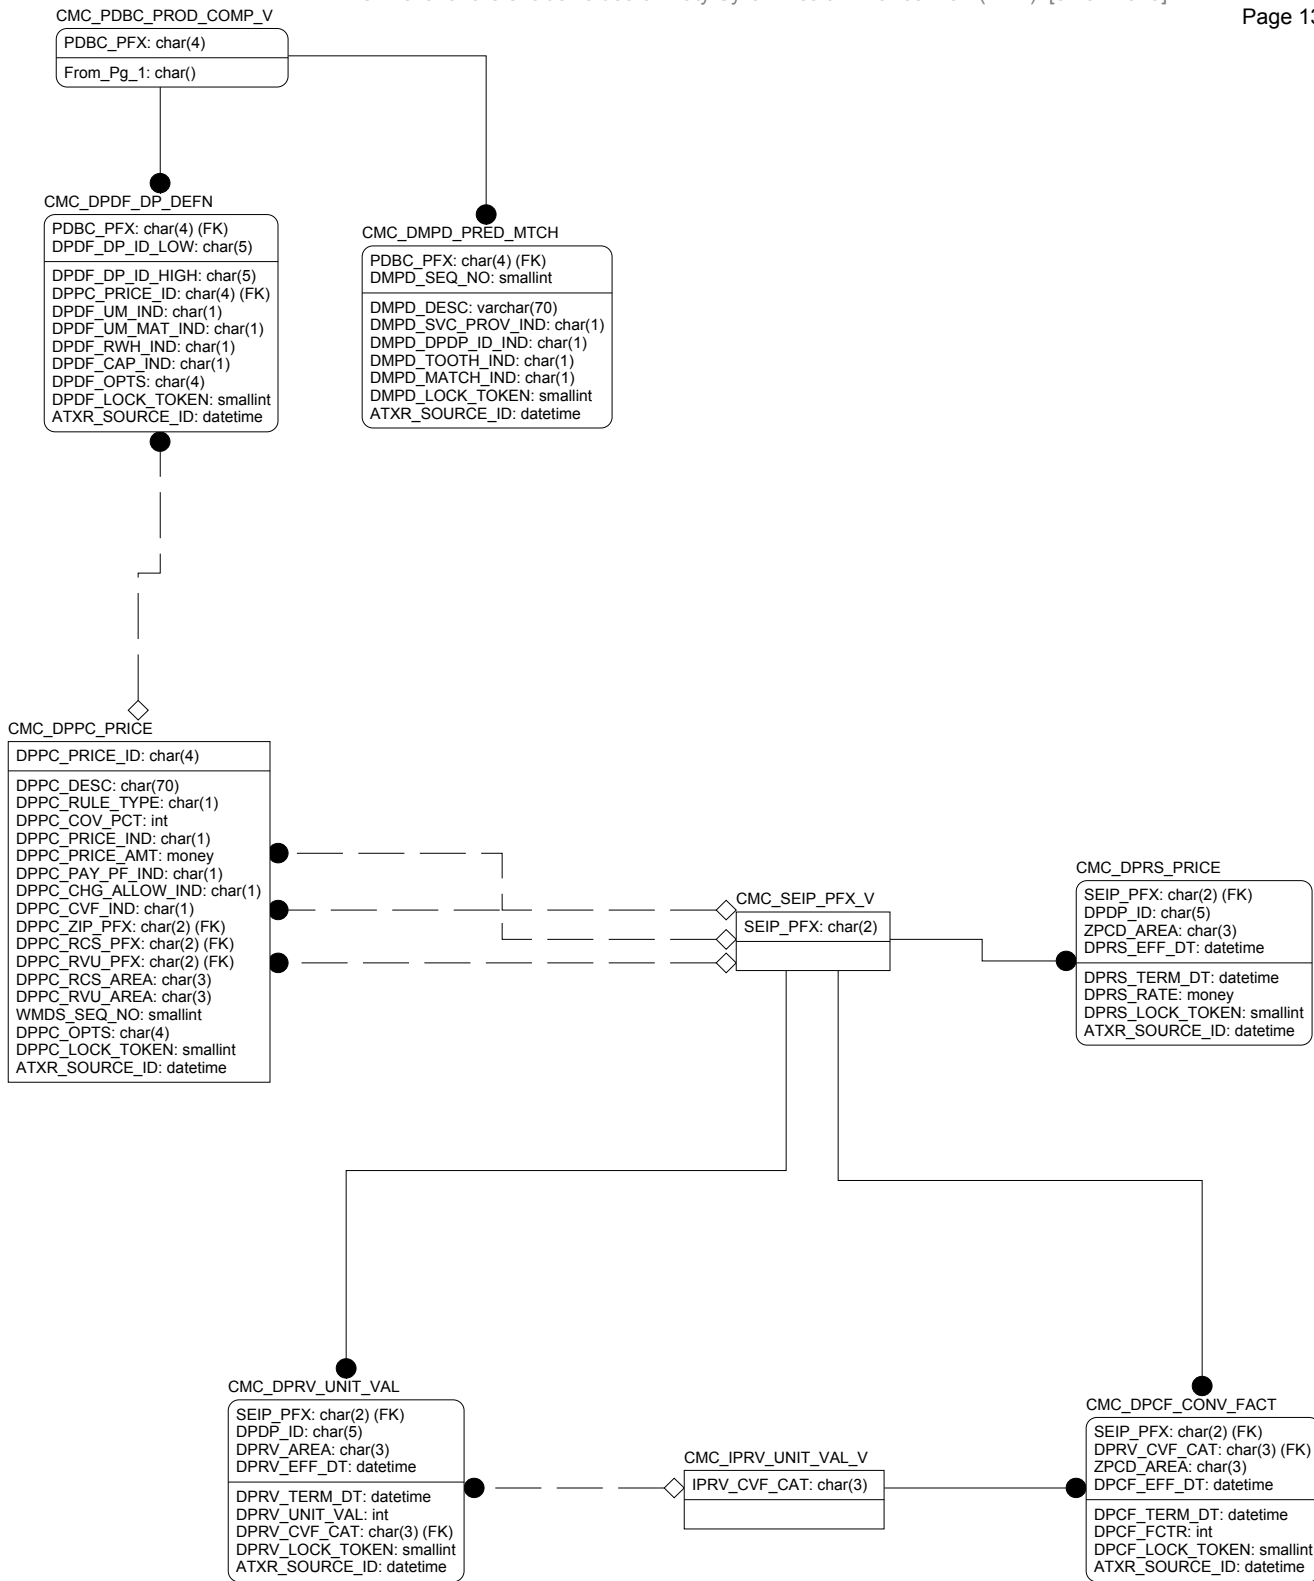 Page 13
CMC_PDBC_PROD_COMP_V
PDBC_PFX: char(4)
From_Pg_1: char()
CMC_DPDF_DP_DEFN
PDBC_PFX: char(4) (FK)
DPDF_DP_ID_LOW: char(5)
DPDF_DP_ID_HIGH: char(5)
DPPC_PRICE_ID: char(4) (FK)
DPDF_UM_IND: char(1)
DPDF_UM_MAT_IND: char(1)
DPDF_RWH_IND: char(1)
DPDF_CAP_IND: char(1)
DPDF_OPTS: char(4)
DPDF_LOCK_TOKEN: smallint
ATXR_SOURCE_ID: datetime
CMC_DMPD_PRED_MTCH
PDBC_PFX: char(4) (FK)
DMPD_SEQ_NO: smallint
DMPD_DESC: varchar(70)
DMPD_SVC_PROV_IND: char(1)
DMPD_DPDP_ID_IND: char(1)
DMPD_TOOTH_IND: char(1)
DMPD_MATCH_IND: char(1)
DMPD_LOCK_TOKEN: smallint
ATXR_SOURCE_ID: datetime
CMC_DPPC_PRICE
DPPC_PRICE_ID: char(4)
DPPC_DESC: char(70)
DPPC_RULE_TYPE: char(1)
DPPC_COV_PCT: int
DPPC_PRICE_IND: char(1)
DPPC_PRICE_AMT: money
DPPC_PAY_PF_IND: char(1)
DPPC_CHG_ALLOW_IND: char(1)
DPPC_CVF_IND: char(1)
DPPC_ZIP_PFX: char(2) (FK)
DPPC_RCS_PFX: char(2) (FK)
DPPC_RVU_PFX: char(2) (FK)
DPPC_RCS_AREA: char(3)
DPPC_RVU_AREA: char(3)
WMDS_SEQ_NO: smallint
DPPC_OPTS: char(4)
DPPC_LOCK_TOKEN: smallint
ATXR_SOURCE_ID: datetime
CMC_SEIP_PFX_V
SEIP_PFX: char(2)
CMC_DPRS_PRICE
SEIP_PFX: char(2) (FK)
DPDP_ID: char(5)
ZPCD_AREA: char(3)
DPRS_EFF_DT: datetime
DPRS_TERM_DT: datetime
DPRS_RATE: money
DPRS_LOCK_TOKEN: smallint
ATXR_SOURCE_ID: datetime
CMC_DPRV_UNIT_VAL
SEIP_PFX: char(2) (FK)
DPDP_ID: char(5)
DPRV_AREA: char(3)
DPRV_EFF_DT: datetime
DPRV_TERM_DT: datetime
DPRV_UNIT_VAL: int
DPRV_CVF_CAT: char(3) (FK)
DPRV_LOCK_TOKEN: smallint
ATXR_SOURCE_ID: datetime
CMC_IPRV_UNIT_VAL_V
IPRV_CVF_CAT: char(3)
CMC_DPCF_CONV_FACT
SEIP_PFX: char(2) (FK)
DPRV_CVF_CAT: char(3) (FK)
ZPCD_AREA: char(3)
DPCF_EFF_DT: datetime
DPCF_TERM_DT: datetime
DPCF_FCTR: int
DPCF_LOCK_TOKEN: smallint
ATXR_SOURCE_ID: datetime